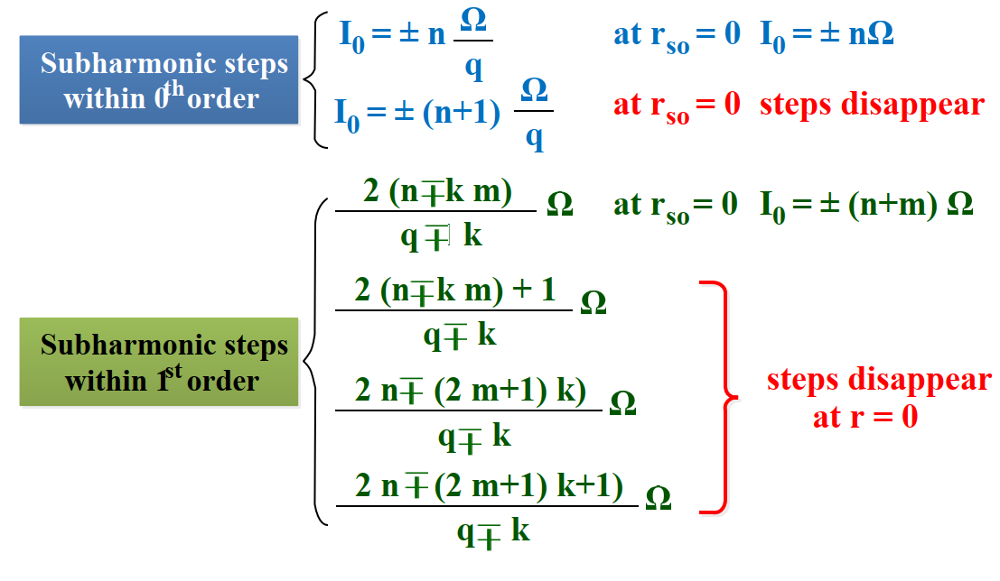 Subharmonic steps
within 0th order
I0 = ± n Ω/q at rso = 0 I0 = ± nΩ
I0 = ± (n+1) Ω/q at rso = 0 steps disappear
Subharmonic steps
within 1st order
2 (n∓k m)/q ∓ k Ω at rso = 0 I0 = ± (n+m) Ω
2 (n∓k m) + 1/q∓ k Ω
2 n∓ (2 m+1) k)/q∓ k Ω
2 n∓(2 m+1) k+1)/q∓ k Ω
steps disappear
at r = 0